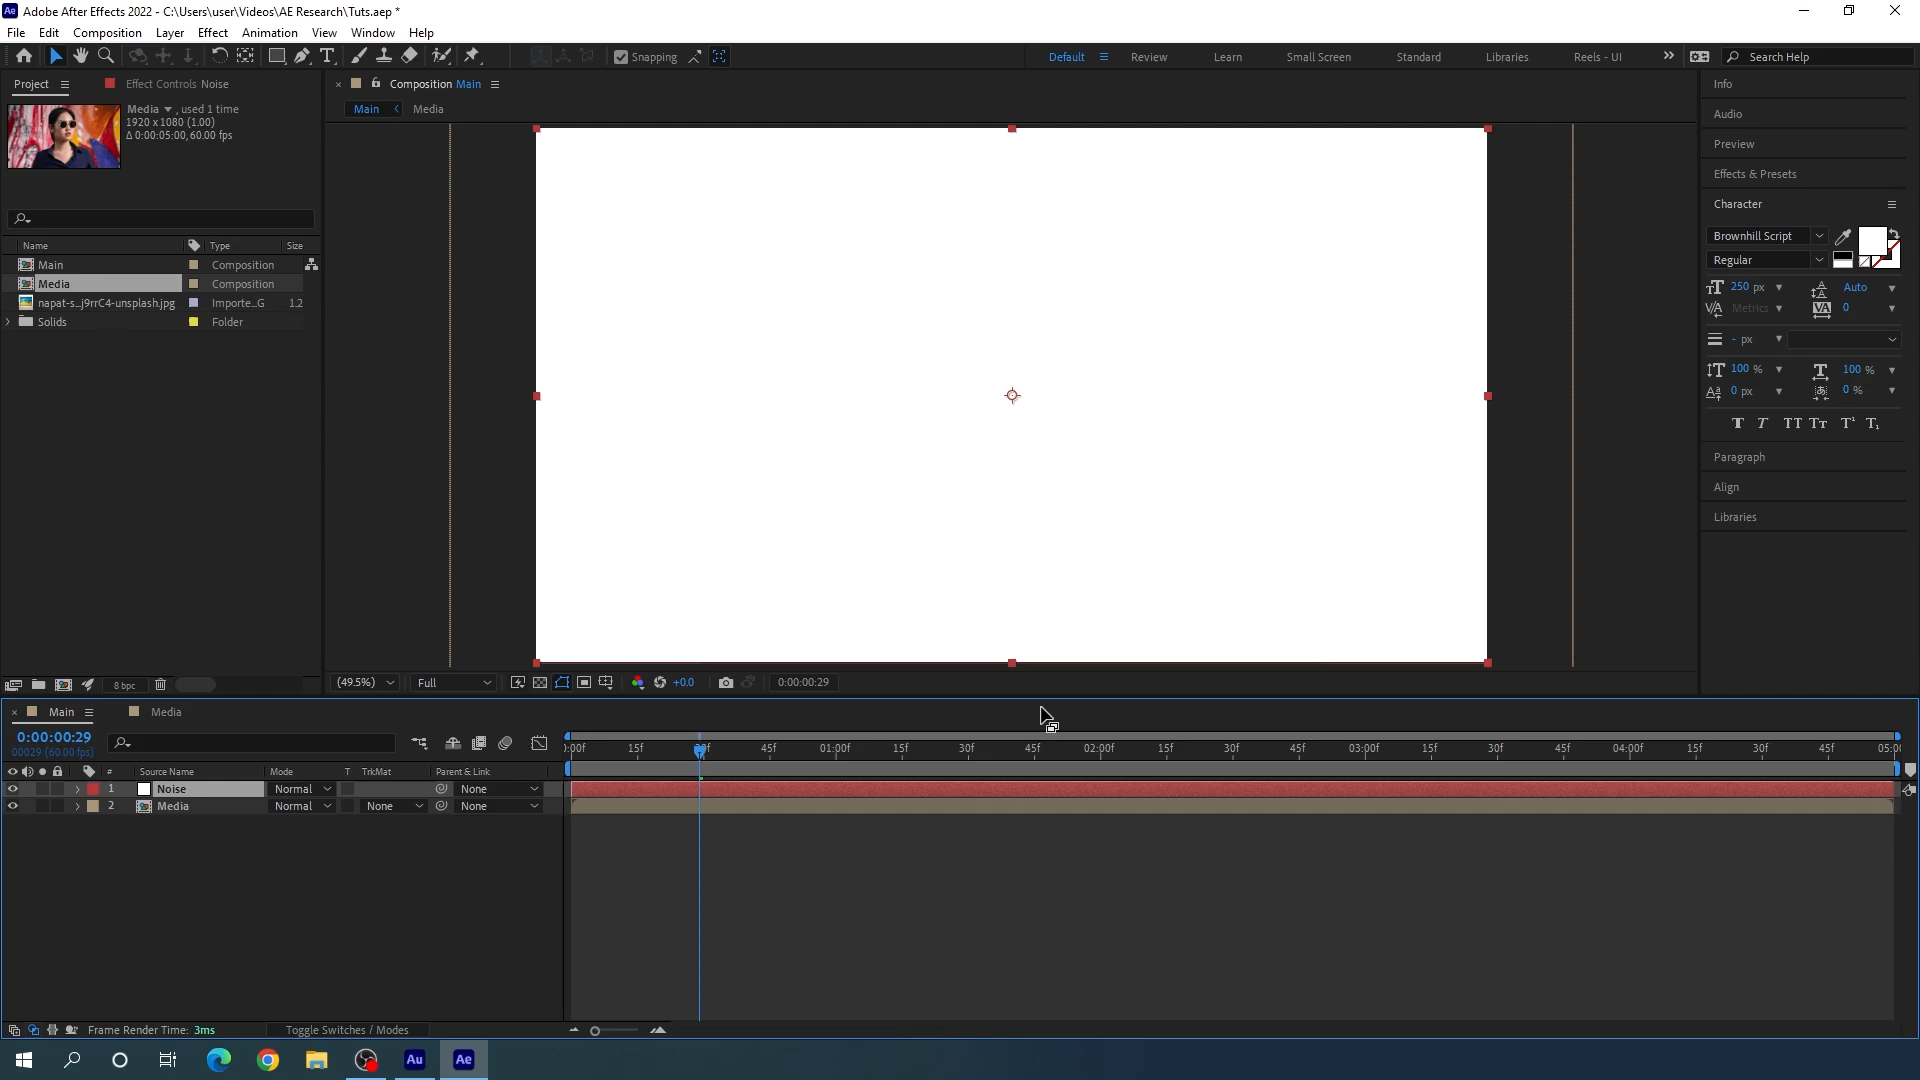 Adobe After Effects 2022 - C:\Users\user\Videos\AE Research\Tuts.aep *
File Edit Composition Layer Effect Animation View Window Help
Snapping
Default Review Learn Small Screen Standard Libraries Reels - UI Search Help
Project
Effect Controls Noise
Media , used 1 time
1920 x 1080 (1.00)
Δ 0:00:05:00, 60.00 fps
Name Type Size
Main Composition
Media Composition
napat-s...j9rrC4-unsplash.jpg Importe...G 1.2
Solids Folder
8 bpc
Composition Main
Main Media
(49.5%) Full +0.0 0:00:00:29
Info
Audio
Preview
Effects & Presets
Character
Brownhill Script
Regular
250 px Auto
Metrics 0
- px
100 % 100 %
0 px 0 %
Paragraph
Align
Libraries
Main Media
0:00:00:29
00029 (60.00 fps)
# Source Name Mode T TrkMat Parent & Link
1 Noise Normal None
2 Media Normal None None
):00f 15f 45f 01:00f 15f 30f 45f 02:00f 15f 30f 45f 03:00f 15f 30f 45f 04:00f 15f 30f 45f 05:0
Frame Render Time: 3ms Toggle Switches / Modes
Au Ae